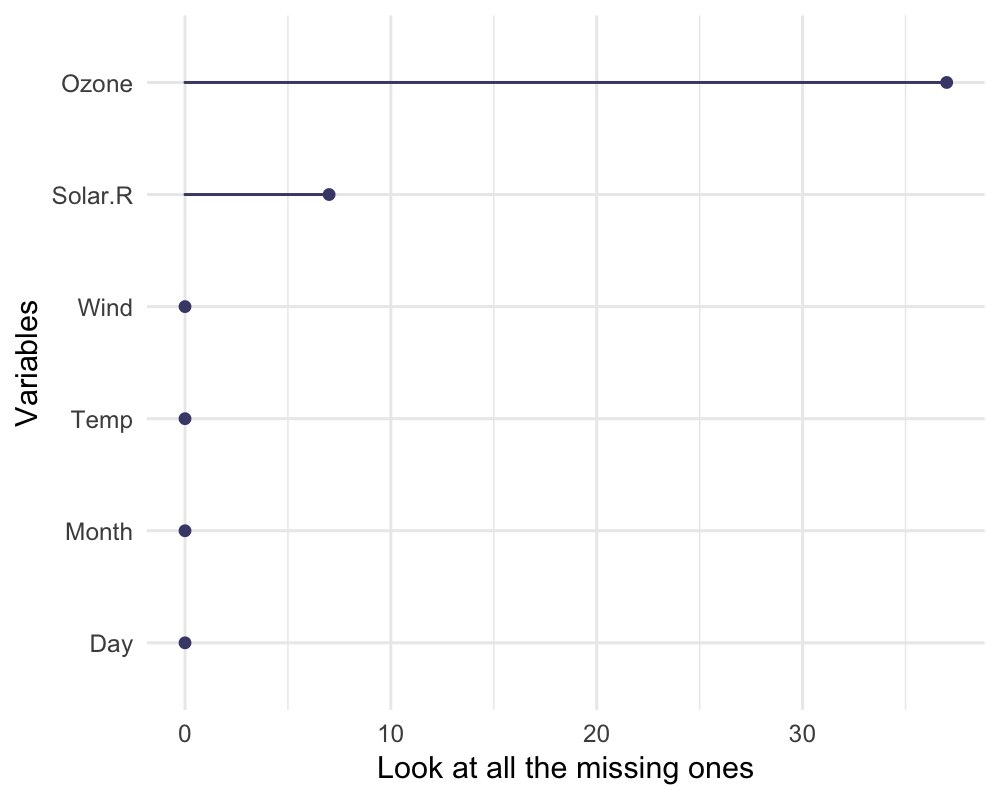 Ozone
Solar.R
Wind
Temp
Month
Day
Variables
0 10 20 30
Look at all the missing ones